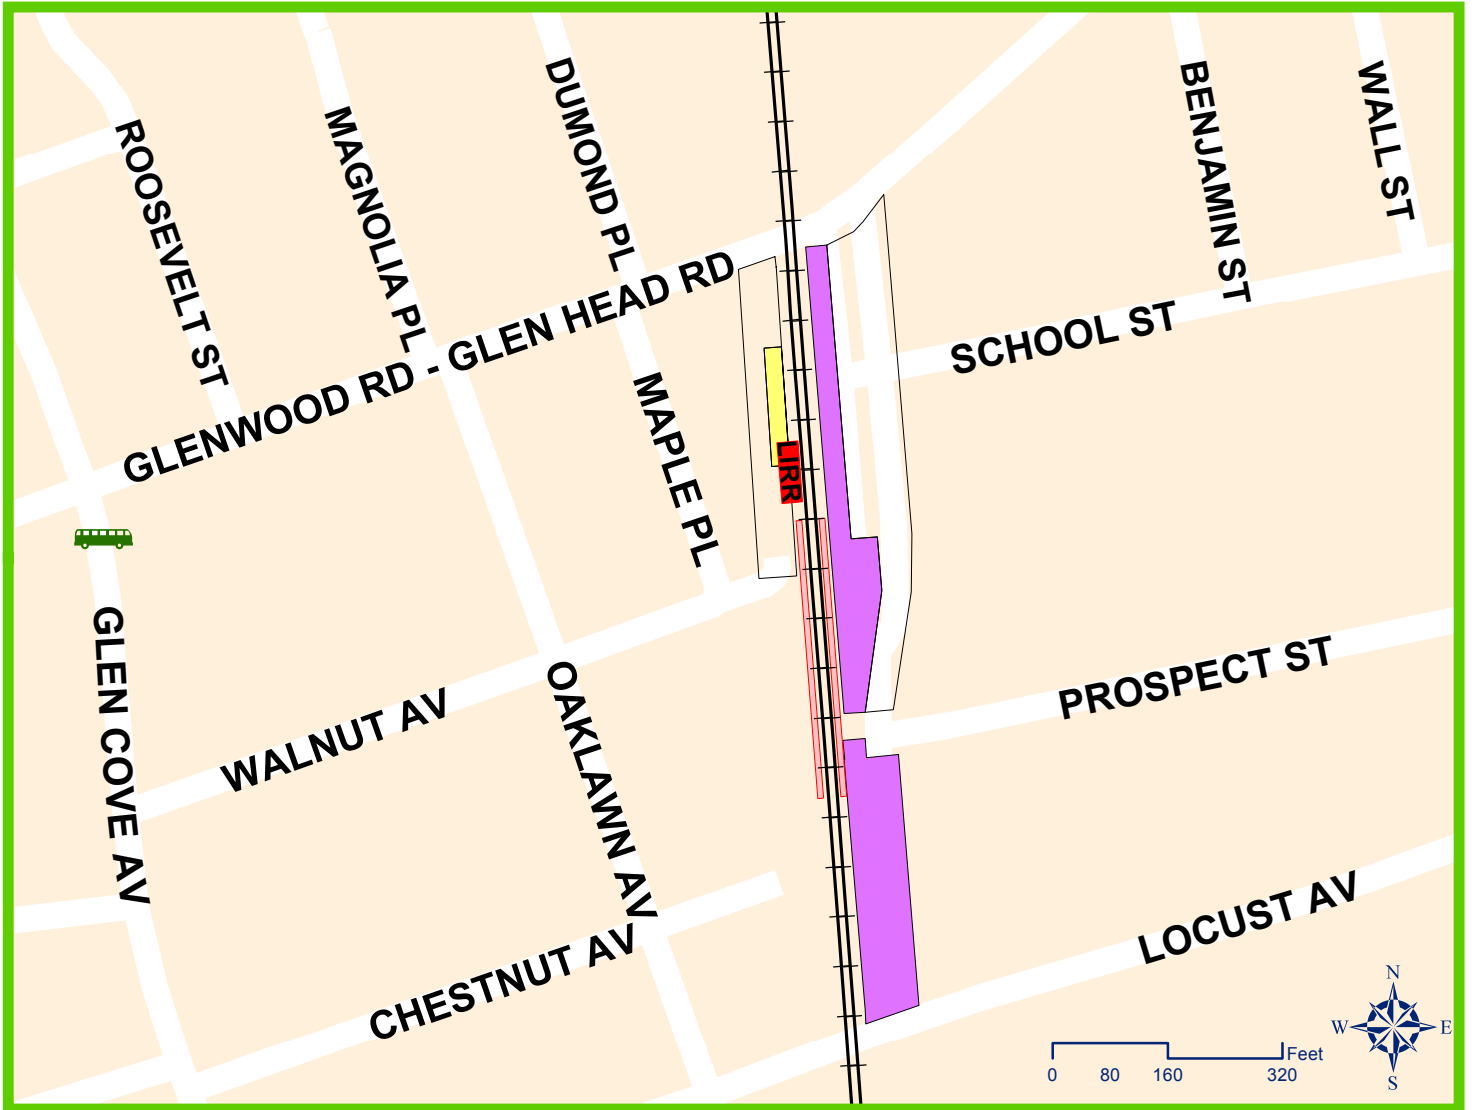 ROOSEVELT ST
MAGNOLIA PL
DUMOND PL
BENJAMIN ST
WALL ST
GLENWOOD RD - GLEN HEAD RD
SCHOOL ST
MAPLE PL
LIRR
GLEN COVE AV
WALNUT AV
OAKLAWN AV
PROSPECT ST
CHESTNUT AV
LOCUST AV
N
W E
S
Feet
0 80 160 320